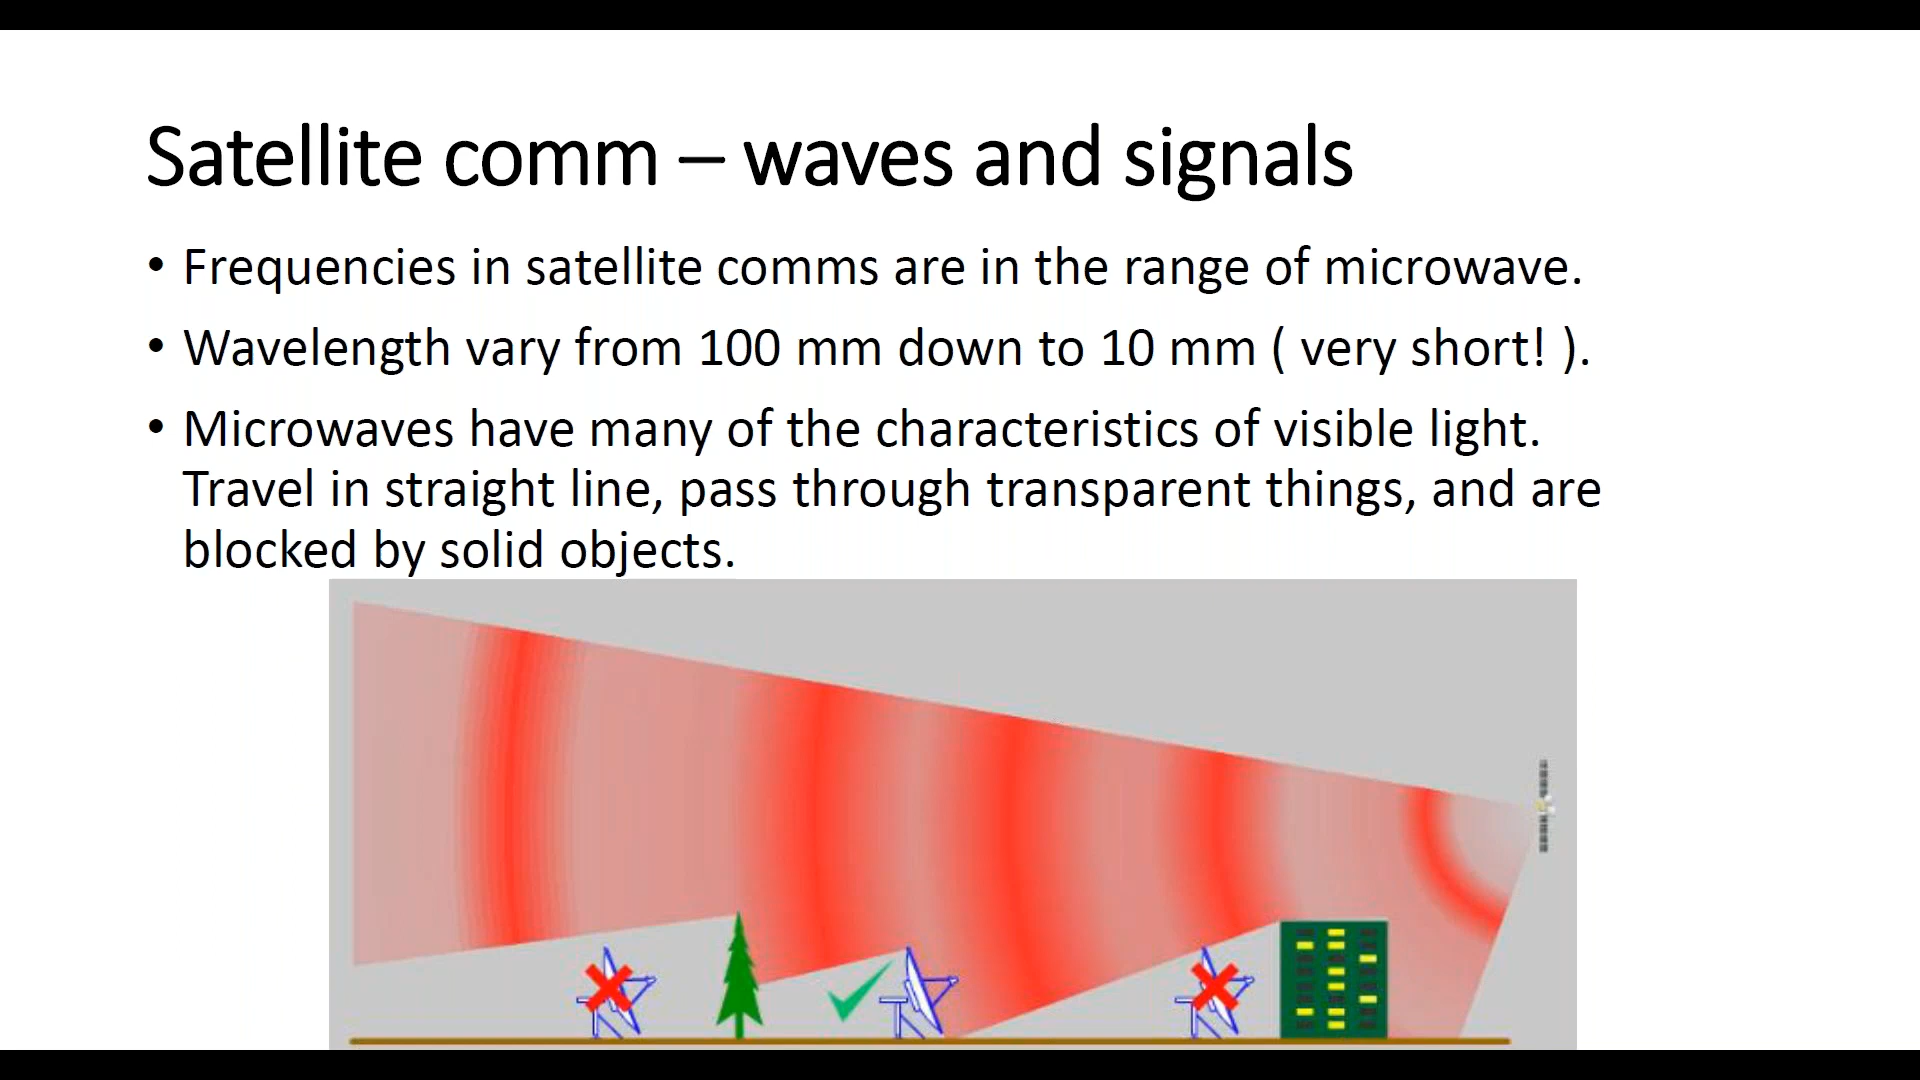 Satellite comm – waves and signals
• Frequencies in satellite comms are in the range of microwave.
• Wavelength vary from 100 mm down to 10 mm ( very short! ).
• Microwaves have many of the characteristics of visible light.
Travel in straight line, pass through transparent things, and are
blocked by solid objects.